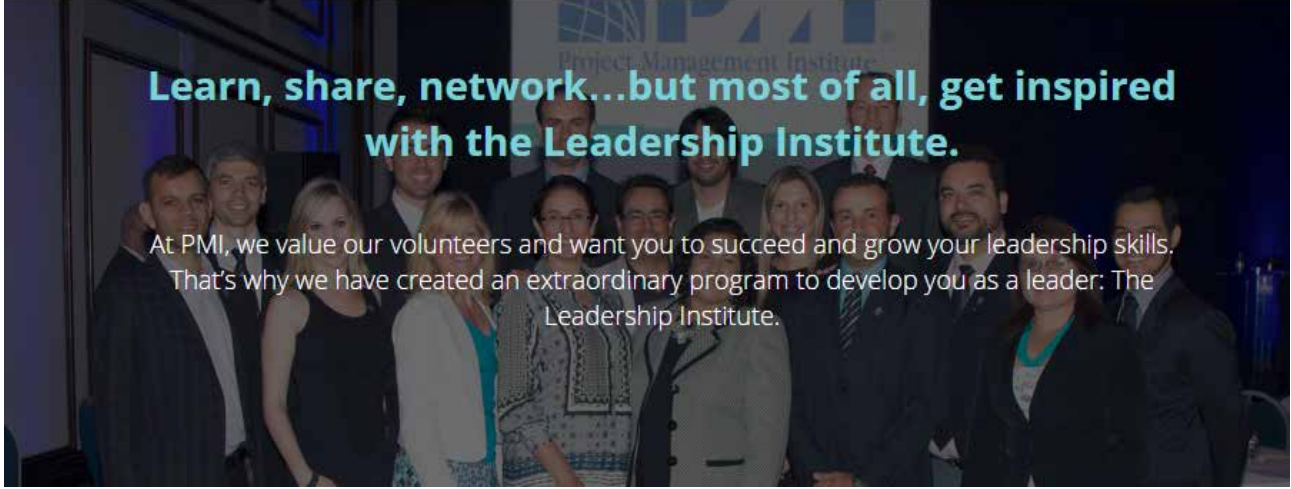 PMI
Project Management Institute
Learn, share, network...but most of all, get inspired
with the Leadership Institute.
At PMI, we value our volunteers and want you to succeed and grow your leadership skills.
That's why we have created an extraordinary program to develop you as a leader: The
Leadership Institute.